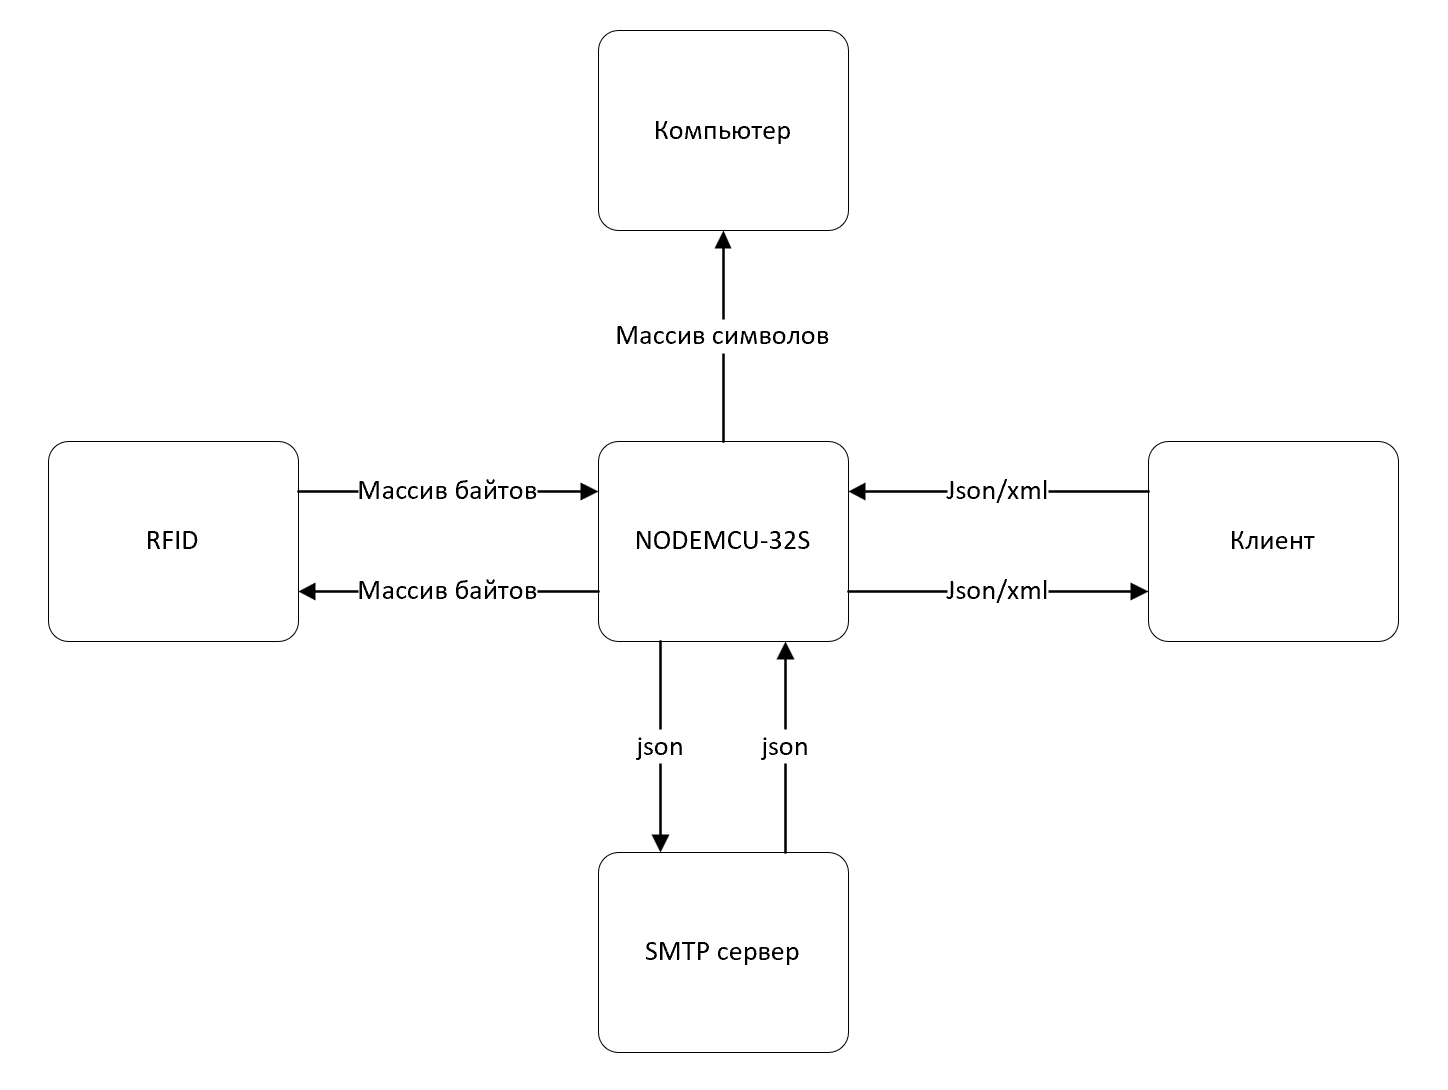 Компьютер
Массив символов
Массив байтов
Json/xml
RFID
NODEMCU-32S
Клиент
Массив байтов
Json/xml
json
json
SMTP сервер